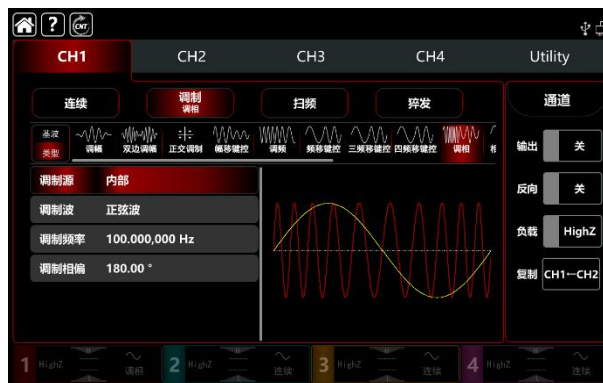 ? CNT
CH1 CH2 CH3 CH4 Utility
连续 调制 扫频 猝发 通道
调相
基波 类型 调幅 双边调幅 正交调制 幅移键控 调频 频移键控 三频移键控 四频移键控 调相
输出 关
调制源 内部
反向 关
调制波 正弦波
负载 HighZ
调制频率 100.000,000 Hz
调制相偏 180.00 °
复制 CH1←CH2
1 HighZ 调相 2 HighZ 连续 3 HighZ 连续 4 HighZ 连续